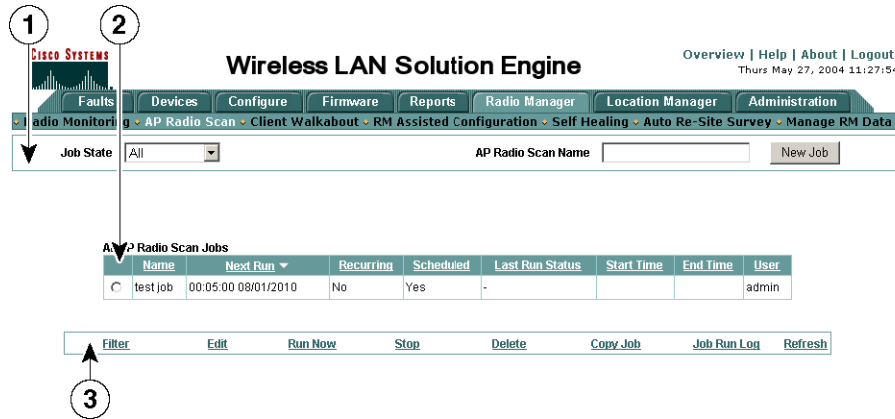 1 2
CISCO SYSTEMS
Wireless LAN Solution Engine
Overview | Help | About | Logout
Thurs May 27, 2004 11:27:54
Faults Devices Configure Firmware Reports Radio Manager Location Manager Administration
Radio Monitoring AP Radio Scan Client Walkabout RM Assisted Configuration Self Healing Auto Re-Site Survey Manage RM Data
Job State All AP Radio Scan Name New Job
Radio Scan Jobs
Name Next Run Recurring Scheduled Last Run Status Start Time End Time User
test job 00:05:00 08/01/2010 No Yes - admin
Filter Edit Run Now Stop Delete Copy Job Job Run Log Refresh
3